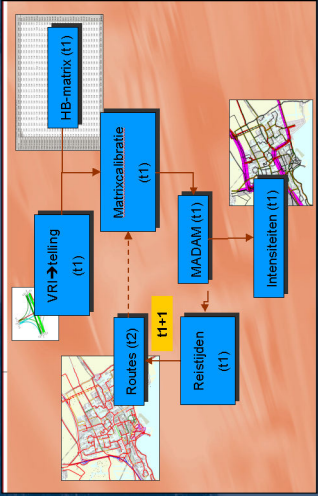 HB-matrix (t1)
VRI→telling
(t1)
Matrixcalibratie
(t1)
MADAM (t1)
Intensiteiten (t1)
Reistijden
(t1)
t1+1
Routes (t2)